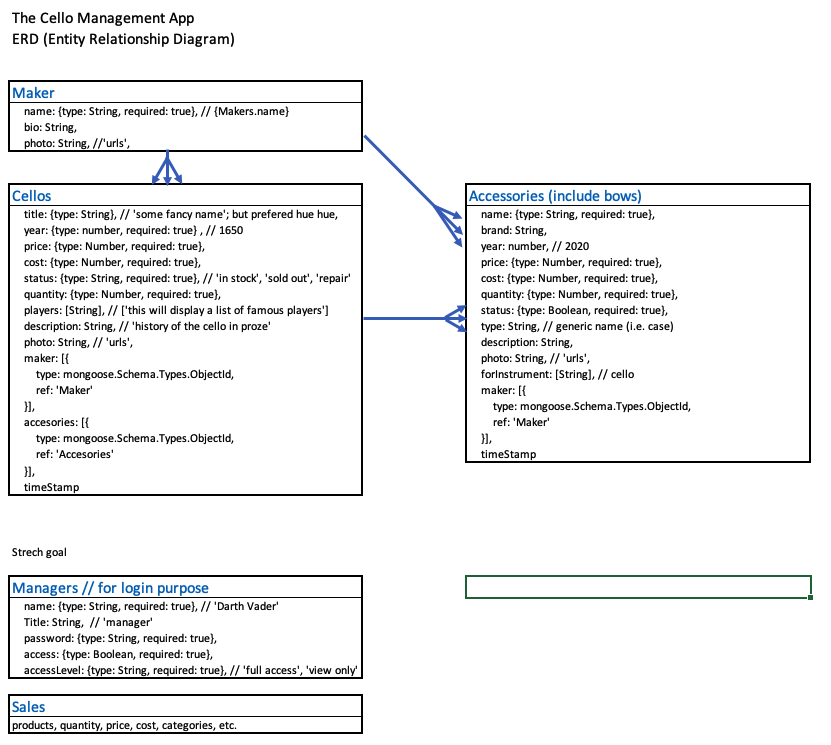 The Cello Management App
ERD (Entity Relationship Diagram)
Maker
name: {type: String, required: true}, // {Makers.name}
bio: String,
photo: String, //'urls',
Cellos
title: {type: String}, // 'some fancy name'; but prefered hue hue,
year: {type: number, required: true} , // 1650
price: {type: Number, required: true},
cost: {type: Number, required: true},
status: {type: String, required: true}, // 'in stock', 'sold out', 'repair'
quantity: {type: Number, required: true},
players: [String], // ['this will display a list of famous players']
description: String, // 'history of the cello in proze'
photo: String, // 'urls',
maker: [{
type: mongoose.Schema.Types.ObjectId,
ref: 'Maker'
}],
accesories: [{
type: mongoose.Schema.Types.ObjectId,
ref: 'Accesories'
}],
timeStamp
Accessories (include bows)
name: {type: String, required: true},
brand: String,
year: number, // 2020
price: {type: Number, required: true},
cost: {type: Number, required: true},
quantity: {type: Number, required: true},
status: {type: Boolean, required: true},
type: String, // generic name (i.e. case)
description: String,
photo: String, // 'urls',
forInstrument: [String], // cello
maker: [{
type: mongoose.Schema.Types.ObjectId,
ref: 'Maker'
}],
timeStamp
Strech goal
Managers // for login purpose
name: {type: String, required: true}, // 'Darth Vader'
Title: String, // 'manager'
password: {type: String, required: true},
access: {type: Boolean, required: true},
accessLevel: {type: String, required: true}, // 'full access', 'view only'
Sales
products, quantity, price, cost, categories, etc.